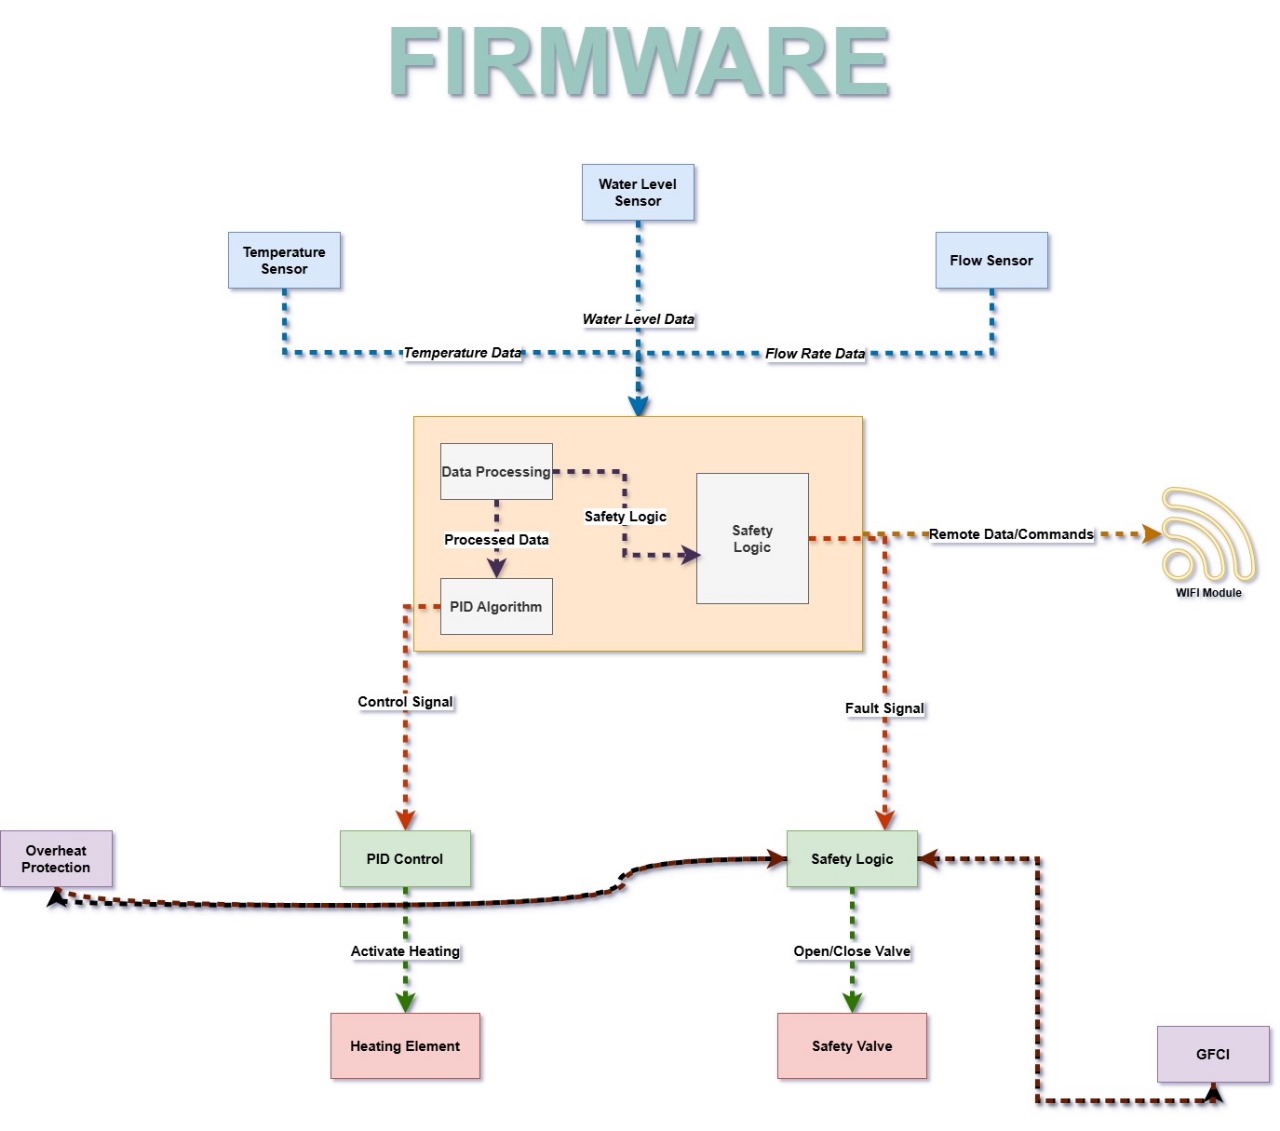 FIRMWARE
Water Level
Sensor
Temperature
Sensor
Flow Sensor
Water Level Data
Temperature Data
Flow Rate Data
Data Processing
Safety Logic
Processed Data
Safety
Logic
PID Algorithm
Remote Data/Commands
WIFI Module
Control Signal
Fault Signal
Overheat
Protection
PID Control
Safety Logic
Activate Heating
Open/Close Valve
Heating Element
Safety Valve
GFCI